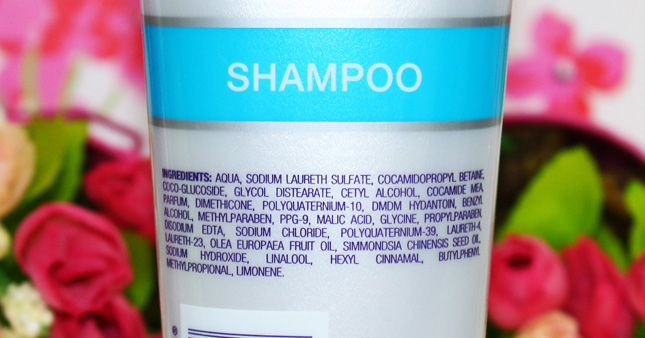 SHAMPOO
INGREDIENTS: AQUA, SODIUM LAURETH SULFATE, COCAMIDOPROPYL BETANE,
COCO-GLUCOSIDE, GLYCOL DISTEARATE, CETYL ALCOHOL, COCAMIDE MEA,
PARFUM, DIMETHICONE, POLYQUATERNIUM-10, DMDM HYDANTOIN, BENZYL
ALCOHOL, METHYLPARABEN, PPG-9, MALIC ACID, GLYCINE, PROPYLPARABEN,
DISODIUM EDTA, SODIUM CHLORIDE, POLYQUATERNIUM-39, LAURETH-4,
LAURETH-23, OLEA EUROPAEA FRUIT OIL, SIMMONDSIA CHINENSIS SEED OIL,
SODIUM HYDROXIDE, LINALOOL, HEXYL CINNAMAL, BUTYLPHENYL
METHYLPROPIONAL, LIMONENE.